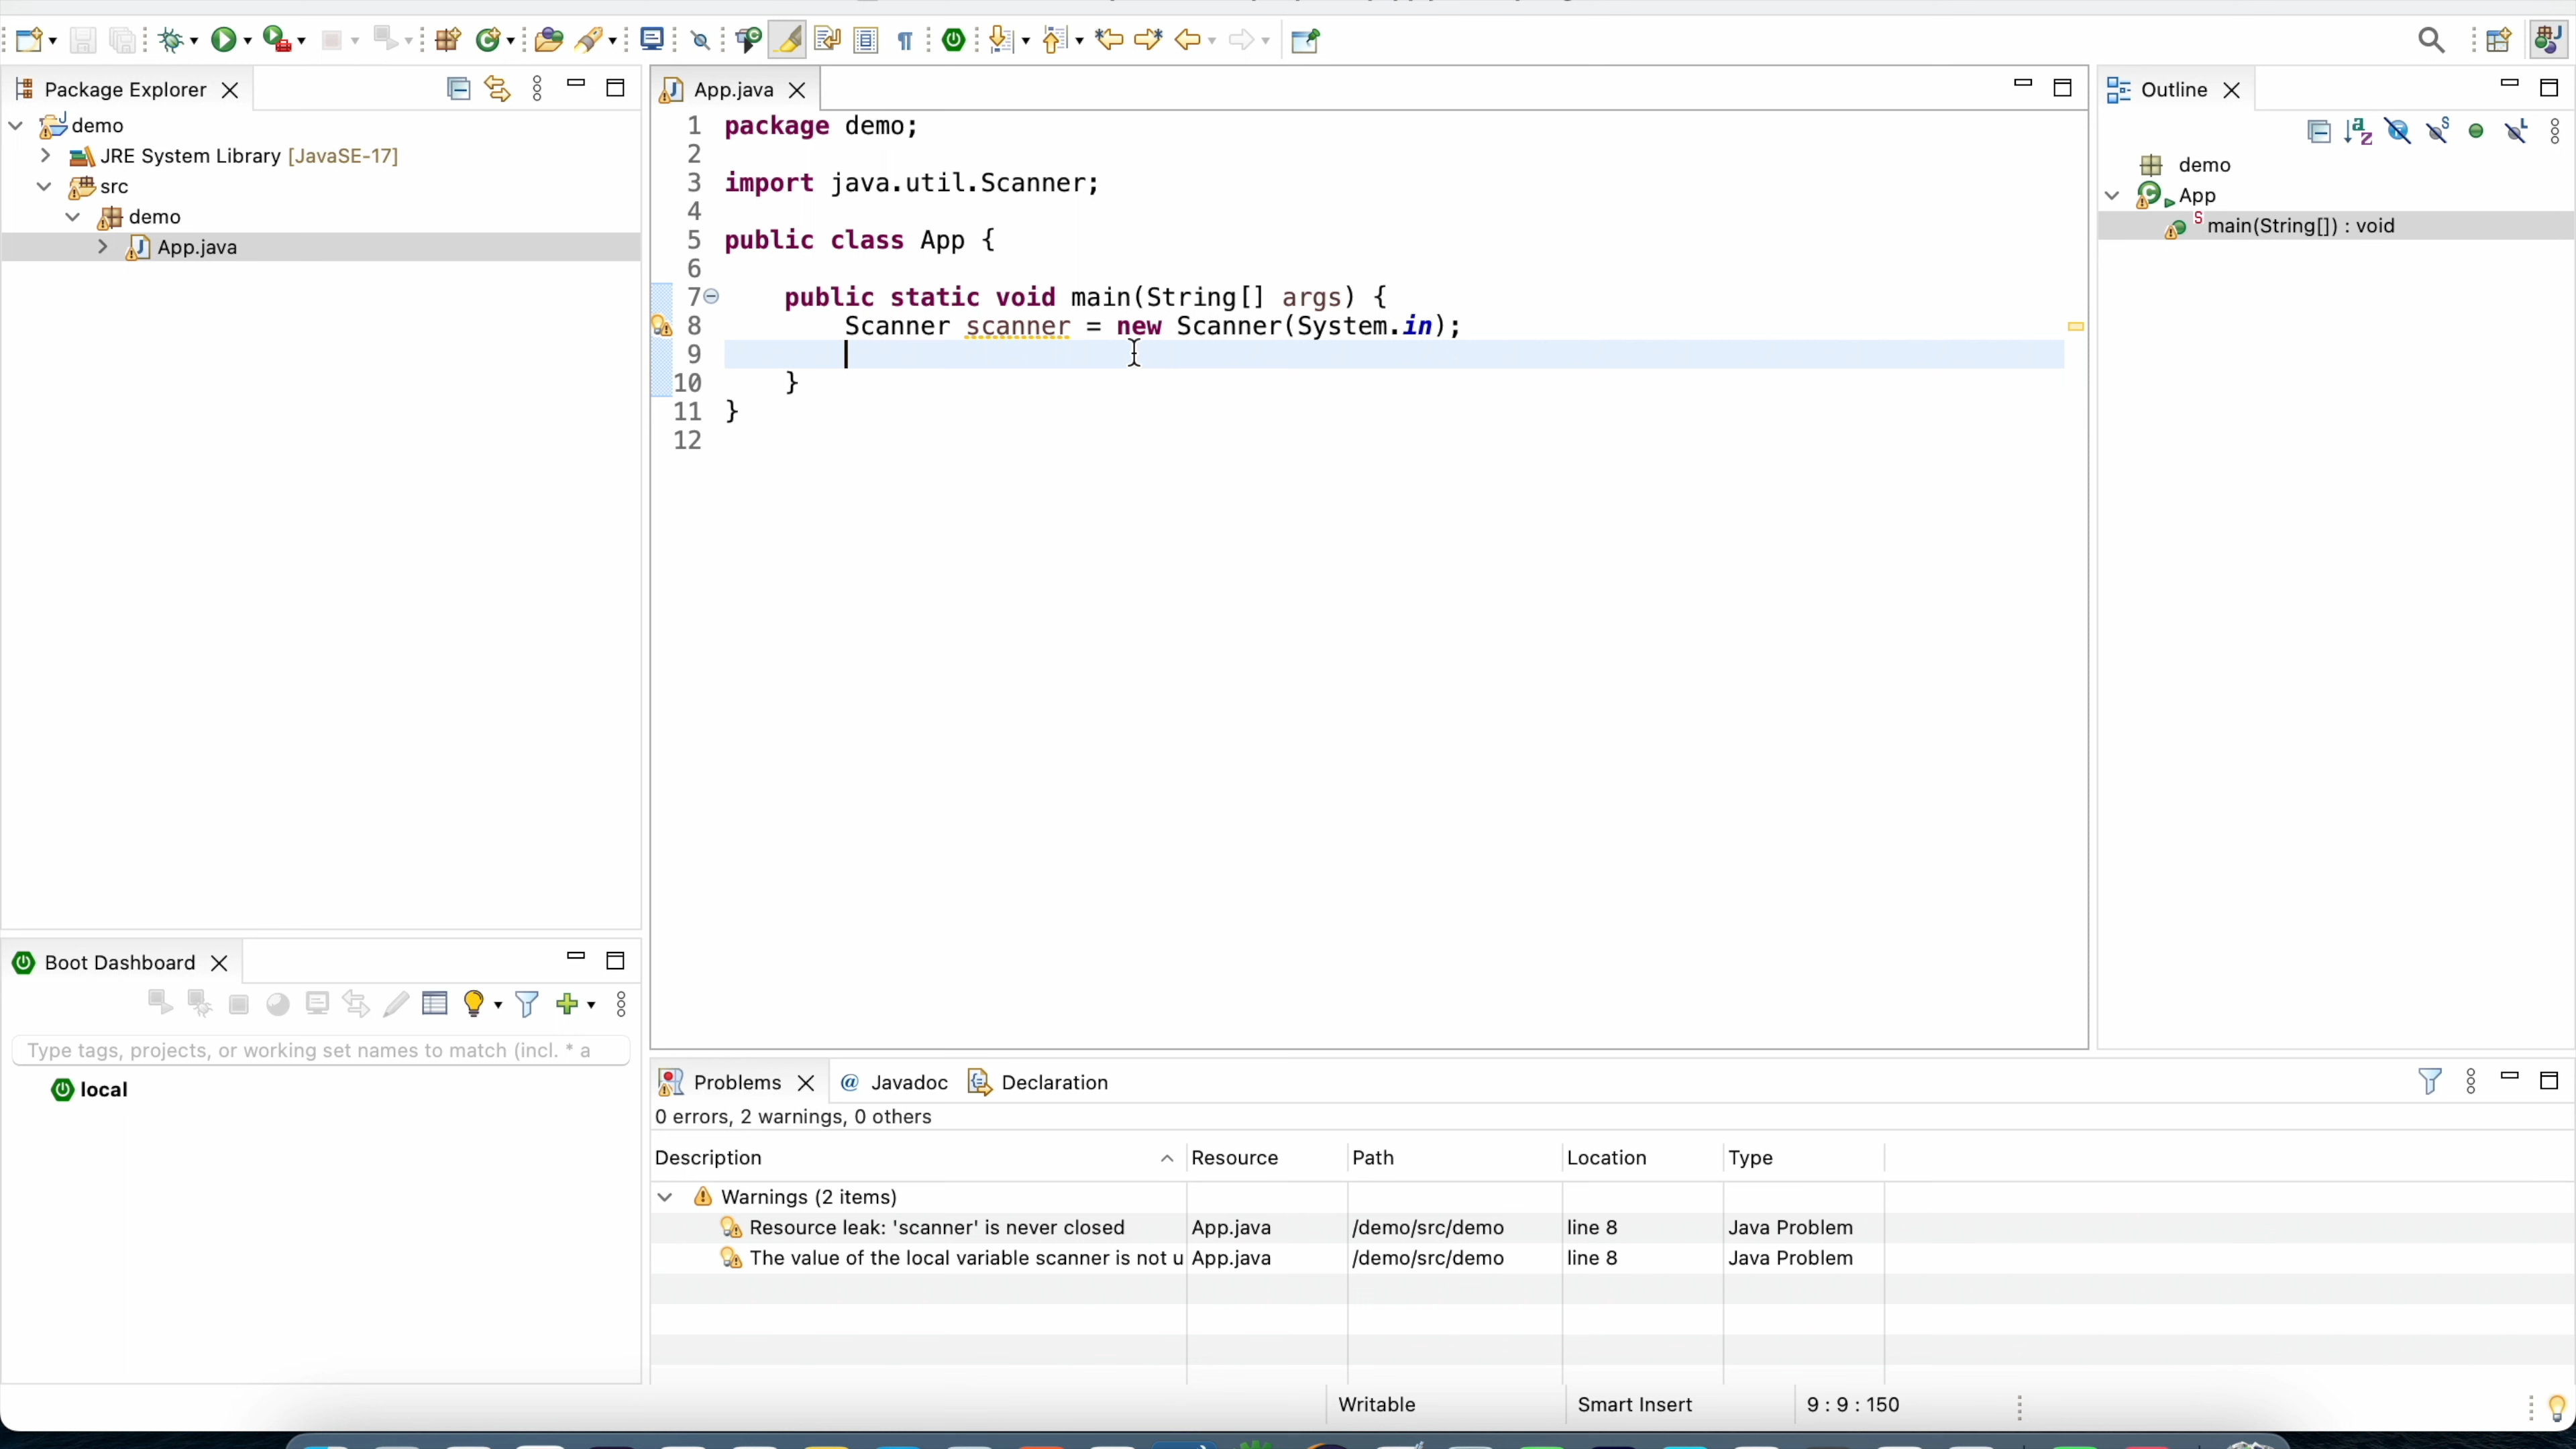 Package Explorer
demo
JRE System Library [JavaSE-17]
src
demo
App.java
App.java
1 package demo;
2
3 import java.util.Scanner;
4
5 public class App {
6
7 public static void main(String[] args) {
8 Scanner scanner = new Scanner(System.in);
9
10 }
11 }
12
Outline
demo
App
main(String[]) : void
Boot Dashboard
Type tags, projects, or working set names to match (incl. * a
local
Problems @ Javadoc Declaration
0 errors, 2 warnings, 0 others
Description Resource Path Location Type
Warnings (2 items)
Resource leak: 'scanner' is never closed App.java /demo/src/demo line 8 Java Problem
The value of the local variable scanner is not u App.java /demo/src/demo line 8 Java Problem
Writable Smart Insert 9 : 9 : 150